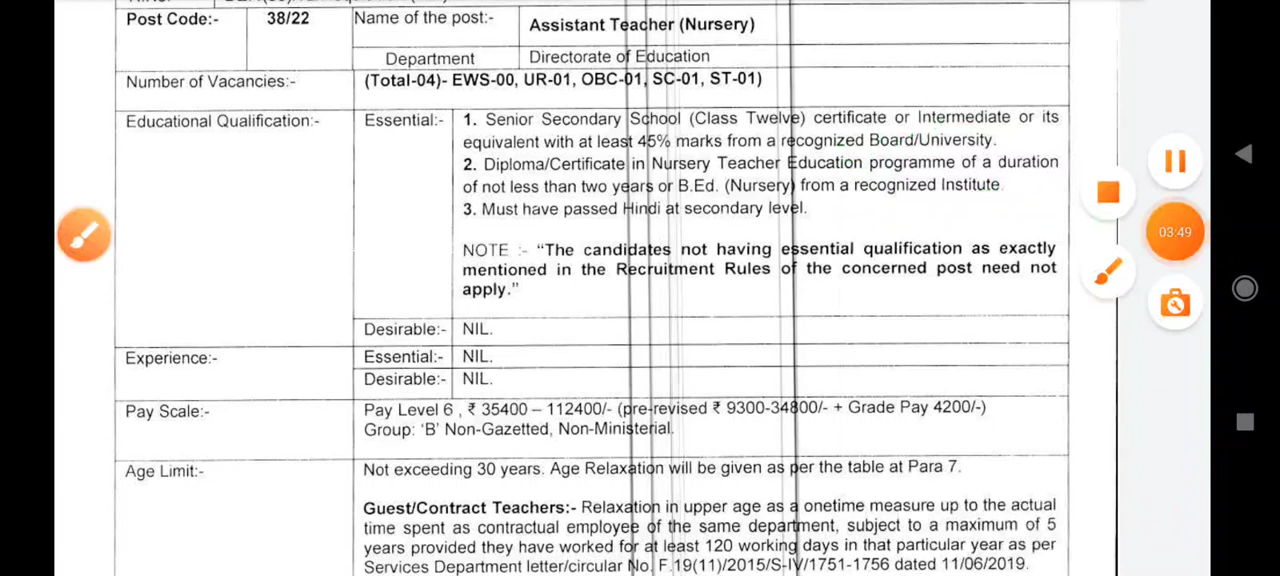 Post Code:- 38/22 Name of the post:- Assistant Teacher (Nursery)
Department Directorate of Education
Number of Vacancies:- (Total-04)- EWS-00, UR-01, OBC-01, SC-01, ST-01)
Educational Qualification:- Essential:- 1. Senior Secondary School (Class Twelve) certificate or Intermediate or its
equivalent with at least 45% marks from a recognized Board/University.
2. Diploma/Certificate in Nursery Teacher Education programme of a duration
of not less than two years or B.Ed. (Nursery) from a recognized Institute.
3. Must have passed Hindi at secondary level.
NOTE :- “The candidates not having essential qualification as exactly
mentioned in the Recruitment Rules of the concerned post need not
apply.”
Desirable:- NIL.
Experience:- Essential:- NIL.
Desirable:- NIL.
Pay Scale:- Pay Level 6 , ₹ 35400 – 112400/- (pre-revised ₹ 9300-34800/- + Grade Pay 4200/-)
Group: ‘B’ Non-Gazetted, Non-Ministerial.
Age Limit:- Not exceeding 30 years. Age Relaxation will be given as per the table at Para 7.
Guest/Contract Teachers:- Relaxation in upper age as a onetime measure up to the actual
time spent as contractual employee of the same department, subject to a maximum of 5
years provided they have worked for at least 120 working days in that particular year as per
Services Department letter/circular No. F.19(11)/2015/S-IV/1751-1756 dated 11/06/2019.
03:49